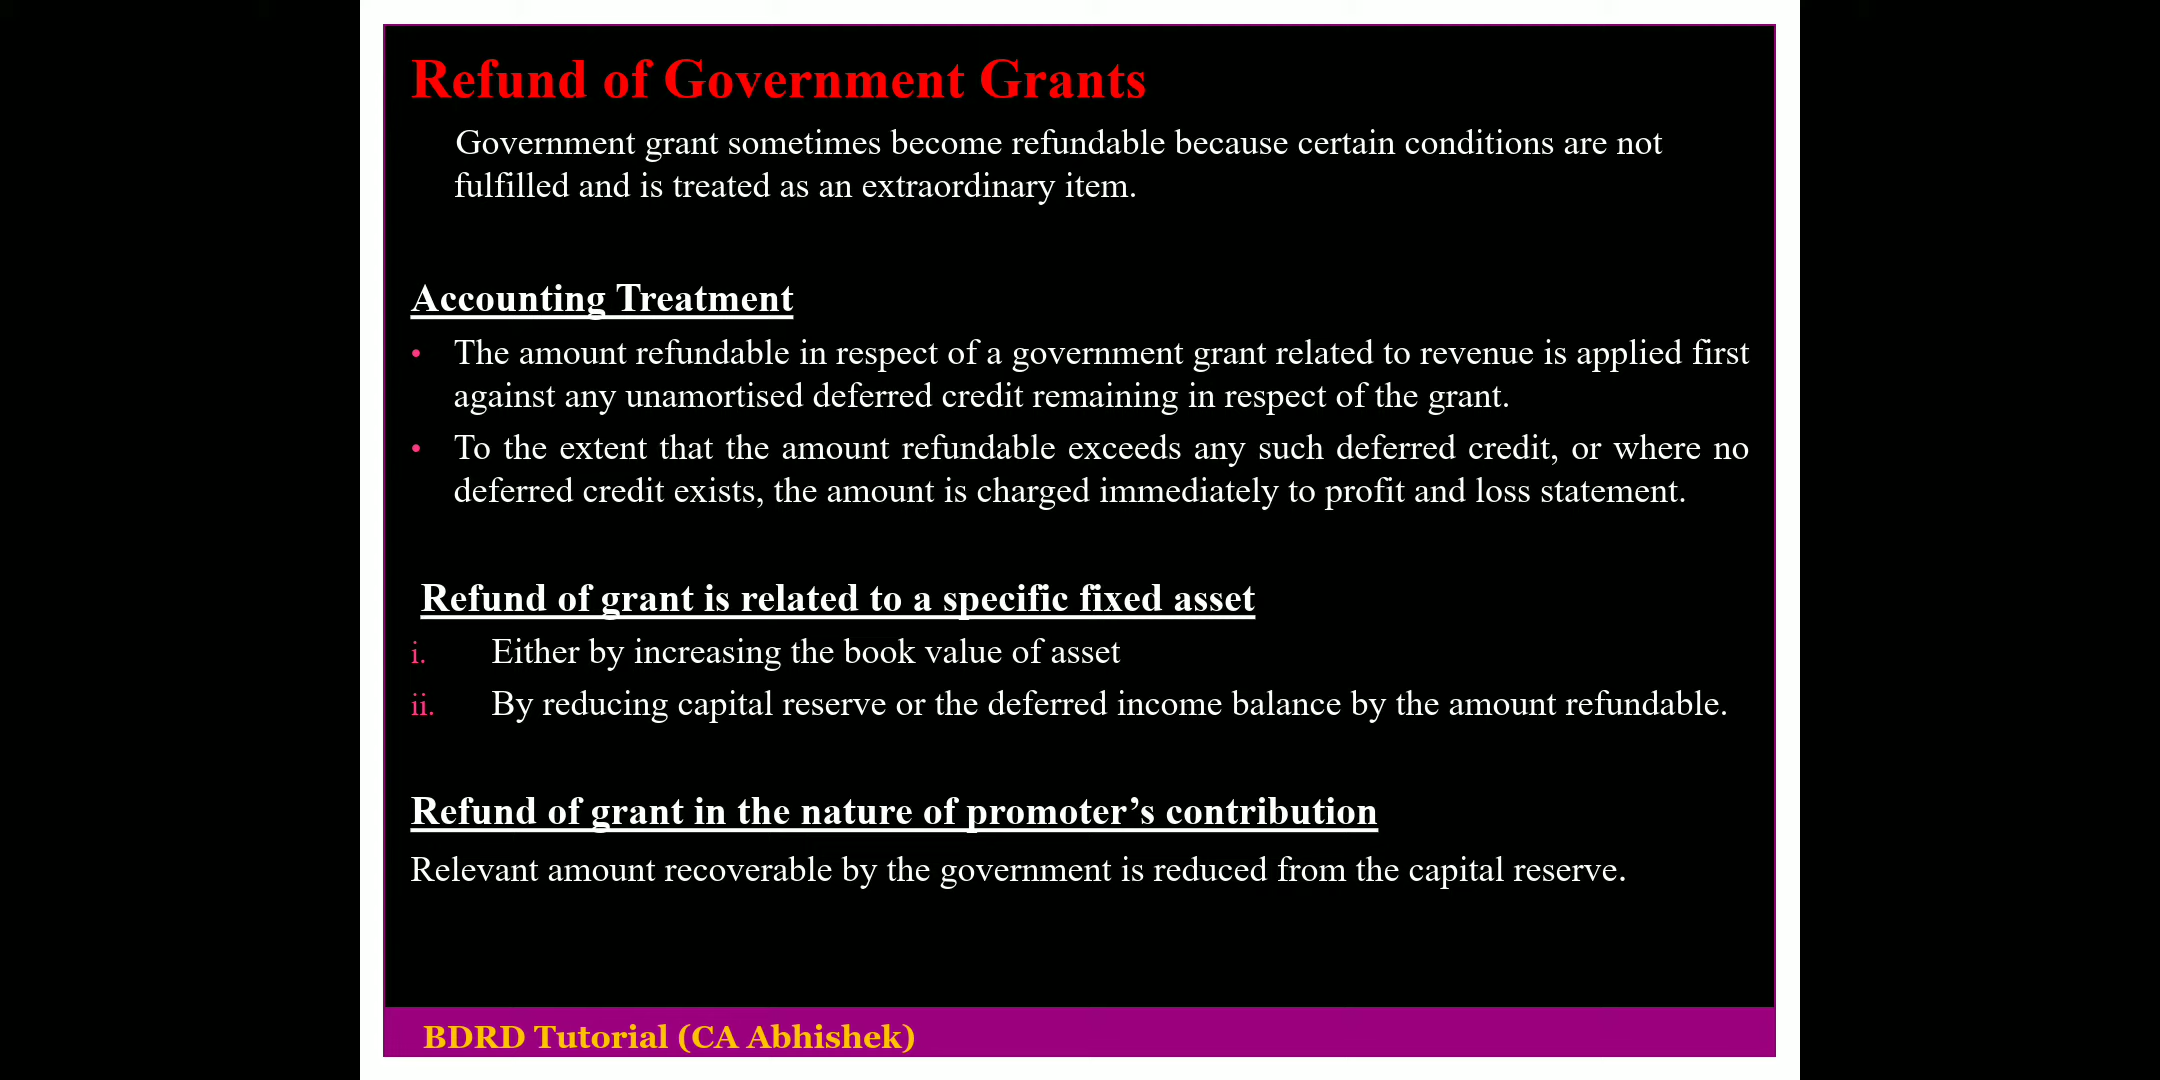 Refund of Government Grants
Government grant sometimes become refundable because certain conditions are not
fulfilled and is treated as an extraordinary item.
Accounting Treatment
• The amount refundable in respect of a government grant related to revenue is applied first
against any unamortised deferred credit remaining in respect of the grant.
• To the extent that the amount refundable exceeds any such deferred credit, or where no
deferred credit exists, the amount is charged immediately to profit and loss statement.
Refund of grant is related to a specific fixed asset
i. Either by increasing the book value of asset
ii. By reducing capital reserve or the deferred income balance by the amount refundable.
Refund of grant in the nature of promoter’s contribution
Relevant amount recoverable by the government is reduced from the capital reserve.
BDRD Tutorial (CA Abhishek)